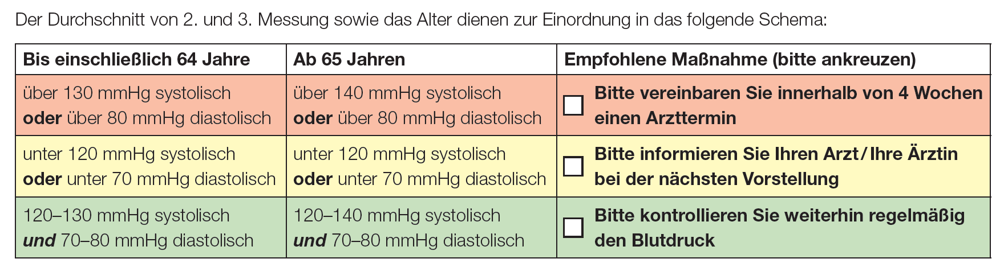 Der Durchschnitt von 2. und 3. Messung sowie das Alter dienen zur Einordnung in das folgende Schema:
Bis einschließlich 64 Jahre
Ab 65 Jahren
Empfohlene Maßnahme (bitte ankreuzen)
über 130 mmHg systolisch
oder über 80 mmHg diastolisch
über 140 mmHg systolisch
oder über 80 mmHg diastolisch
Bitte vereinbaren Sie innerhalb von 4 Wochen
einen Arzttermin
unter 120 mmHg systolisch
oder unter 70 mmHg diastolisch
unter 120 mmHg systolisch
oder unter 70 mmHg diastolisch
Bitte informieren Sie Ihren Arzt/Ihre Ärztin
bei der nächsten Vorstellung
120–130 mmHg systolisch
und 70–80 mmHg diastolisch
120–140 mmHg systolisch
und 70–80 mmHg diastolisch
Bitte kontrollieren Sie weiterhin regelmäßig
den Blutdruck